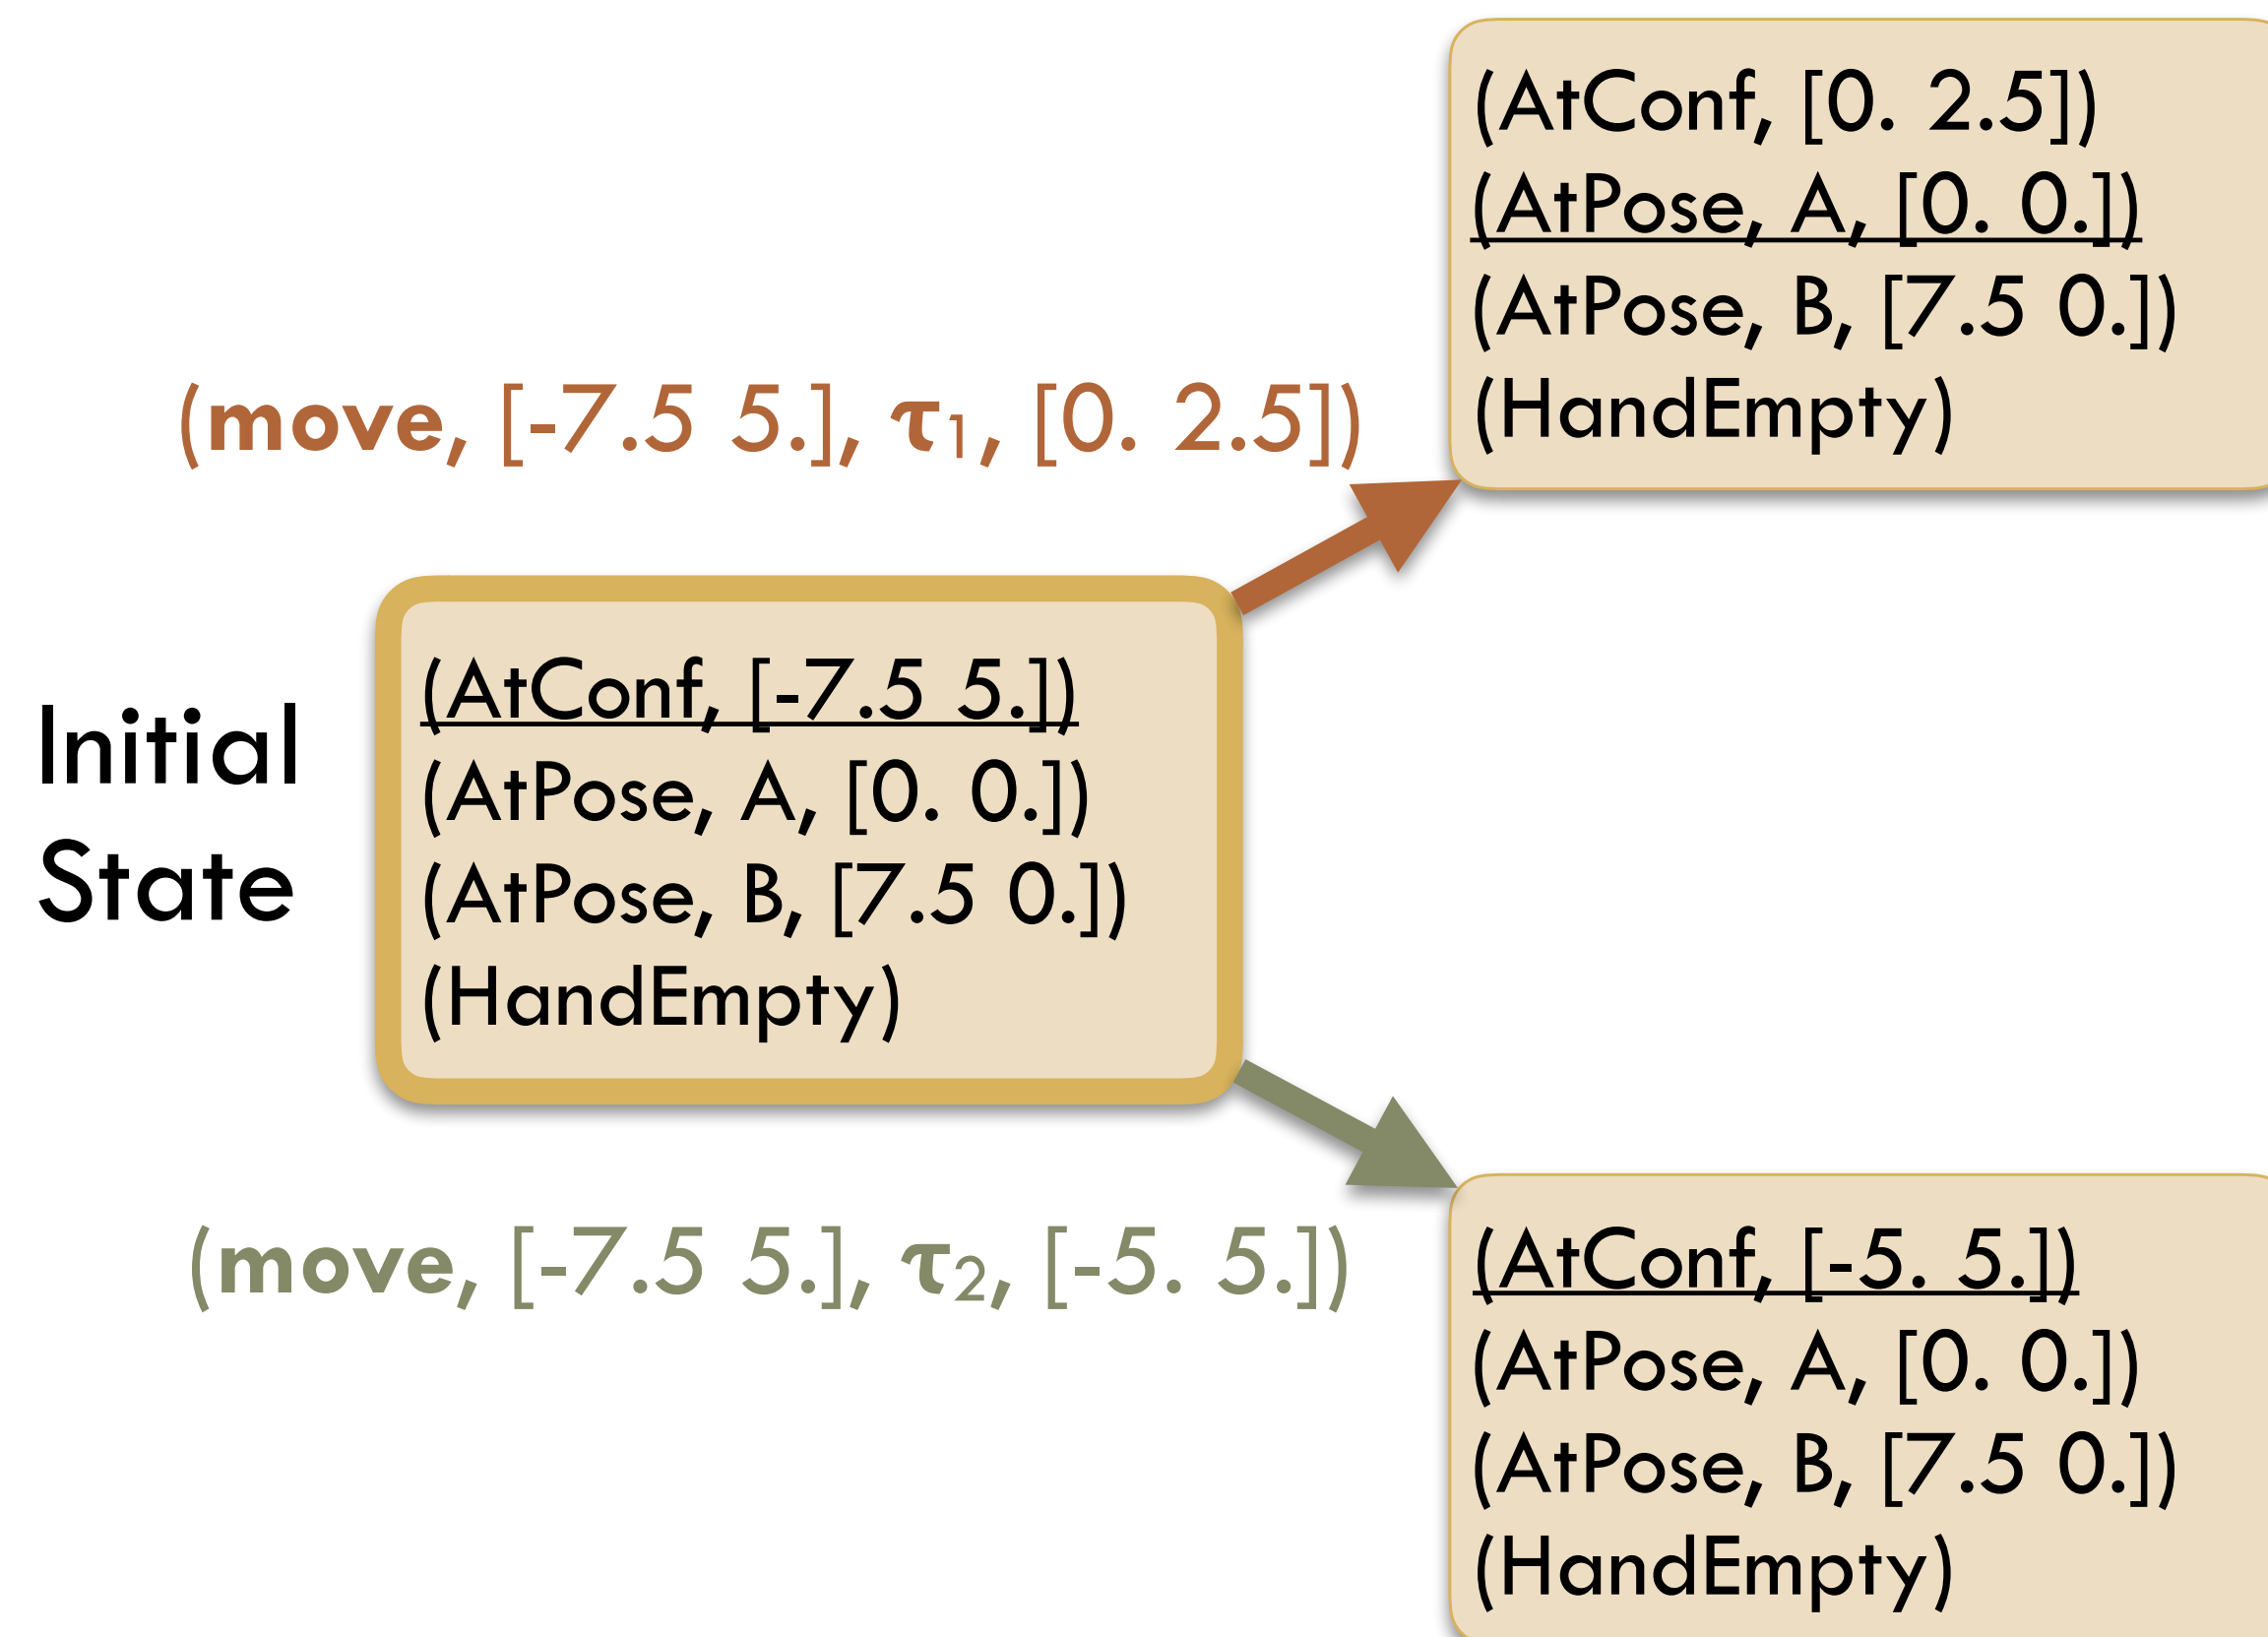 (AtConf, [0. 2.5])
(AtPose, A, [0. 0.])
(AtPose, B, [7.5 0.])
(HandEmpty)
(move, [-7.5 5.], τ₁, [0. 2.5])
Initial
State
(AtConf, [-7.5 5.])
(AtPose, A, [0. 0.])
(AtPose, B, [7.5 0.])
(HandEmpty)
(move, [-7.5 5.], τ₂, [-5. 5.])
(AtConf, [-5. 5.])
(AtPose, A, [0. 0.])
(AtPose, B, [7.5 0.])
(HandEmpty)